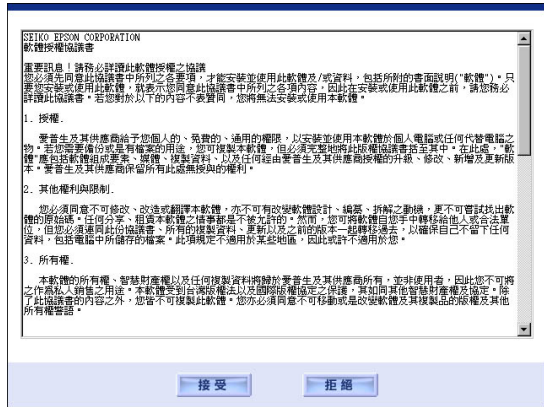 SEIKO EPSON CORPORATION
軟體授權協議書
重要訊息！請務必詳讀此軟體授權之協議
您必須先同意此協議書中所列之各要項，才能安裝並使用此軟體及/或資料，包括所附的書面說明("軟體")。只
要您安裝或使用此軟體，就表示您同意此協議書中所列之各項內容，因此在安裝或使用此軟體之前，請您務必
詳讀此協議書。若您對於以下的內容不表贊同，您將無法安裝或使用本軟體。
1. 授權.
愛普生及其供應商給予您個人的、免費的、通用的權限，以安裝並使用本軟體於個人電腦或任何代替電腦之
物。若您需要備份或是有檔案的用途，您可複製本軟體，但必須完整地將此版權協議書括至其中。在此處，"軟
體"應包括軟體組成要素、媒體、複製資料、以及任何經由愛普生及其供應商授權的升級、修改、新增及更新版
本。愛普生及其供應商保留所有此處無授與的權利。
2. 其他權利與限制.
您必須同意不可修改、改造或翻譯本軟體，亦不可有改變軟體設計、編纂、拆解之動機，更不可嘗試找出軟
體的原始碼。任何分享、租賃本軟體之情事都是不被允許的。然而，您可將軟體自您手中轉移給他人或合法單
位，但您必須連同此份協議書、所有的複製資料、更新以及之前的版本一起轉移過去，以確保自己不留下任何
資料，包括電腦中所儲存的檔案。此項規定不適用於某些地區，因此或許不適用於您。
3. 所有權.
本軟體的所有權、智慧財產權以及任何複製資料將歸於愛普生及其供應商所有，並非使用者，因此您不可將
之作為私人銷售之用途。本軟體受到台灣版權法以及國際版權協定之保護，其如同其他智慧財產權及協定。除
了此協議書的內容之外，您皆不可複製此軟體。您亦必須同意不可移動或是改變軟體及其複製品的版權及其他
所有權警語。
接受
拒絕